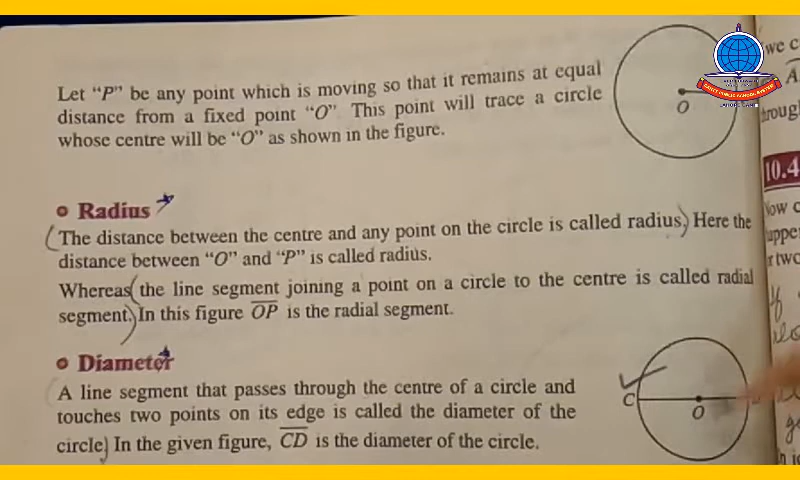 Let "P" be any point which is moving so that it remains at equal
distance from a fixed point "O". This point will trace a circle
whose centre will be "O" as shown in the figure.
O
• Radius
The distance between the centre and any point on the circle is called radius. Here the
distance between "O" and "P" is called radius.
Whereas the line segment joining a point on a circle to the centre is called radial
segment. In this figure OP is the radial segment.
• Diameter
A line segment that passes through the centre of a circle and
touches two points on its edge is called the diameter of the
circle. In the given figure, CD is the diameter of the circle.
C
O
we c
A
10.4
Now c
r two